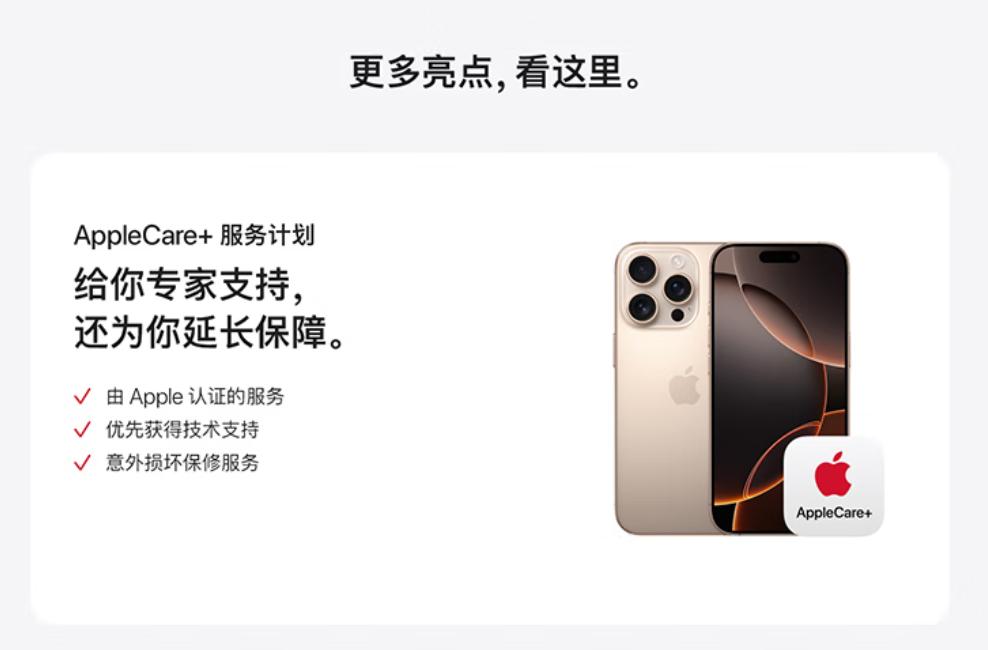 更多亮点，看这里。
AppleCare+ 服务计划
给你专家支持，
还为你延长保障。
由 Apple 认证的服务
优先获得技术支持
意外损坏保修服务
AppleCare+